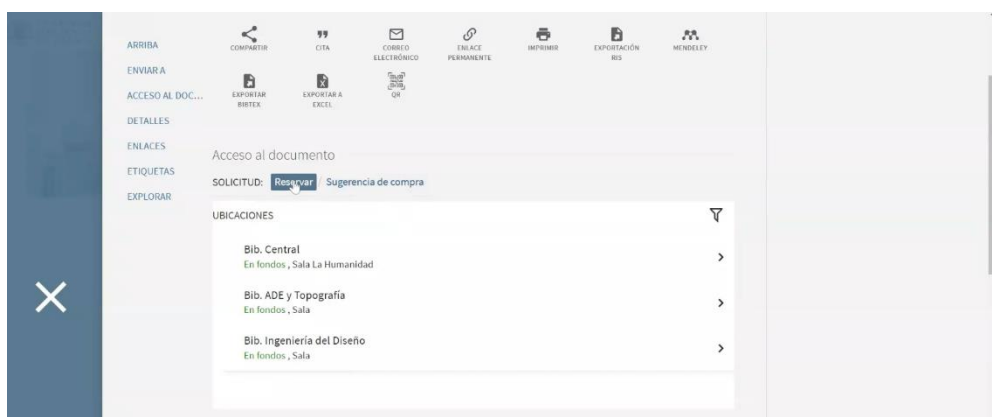 ARRIBA
ENVIAR A
ACCESO AL DOC...
DETALLES
ENLACES
ETIQUETAS
EXPLORAR
COMPARTIR
CITA
CORREO
ELECTRÓNICO
ENLACE
PERMANENTE
IMPRIMIR
EXPORTACIÓN
RIS
MENDELEY
EXPORTAR
BIBTEX
EXPORTAR A
EXCEL
QR
Acceso al documento
SOLICITUD: Reservar / Sugerencia de compra
UBICACIONES
Bib. Central
En fondos , Sala La Humanidad
Bib. ADE y Topografía
En fondos , Sala
Bib. Ingeniería del Diseño
En fondos , Sala